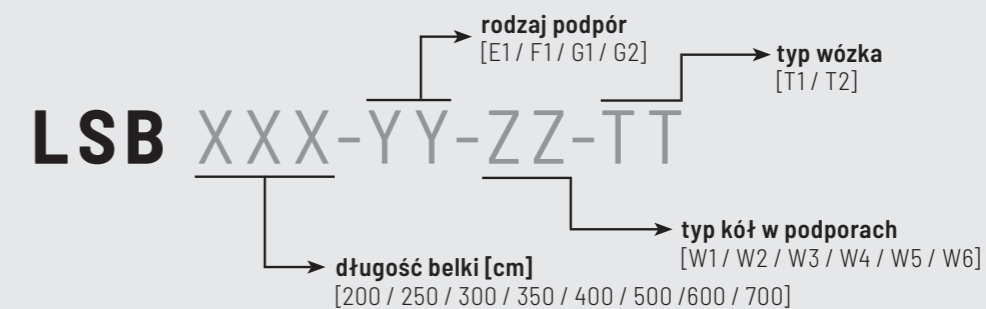 rodzaj podpór
[E1 / F1 / G1 / G2]
typ wózka
[T1 / T2]
LSB XXX-YY-ZZ-TT
typ kół w podporach
[W1 / W2 / W3 / W4 / W5 / W6]
długość belki [cm]
[200 / 250 / 300 / 350 / 400 / 500 /600 / 700]